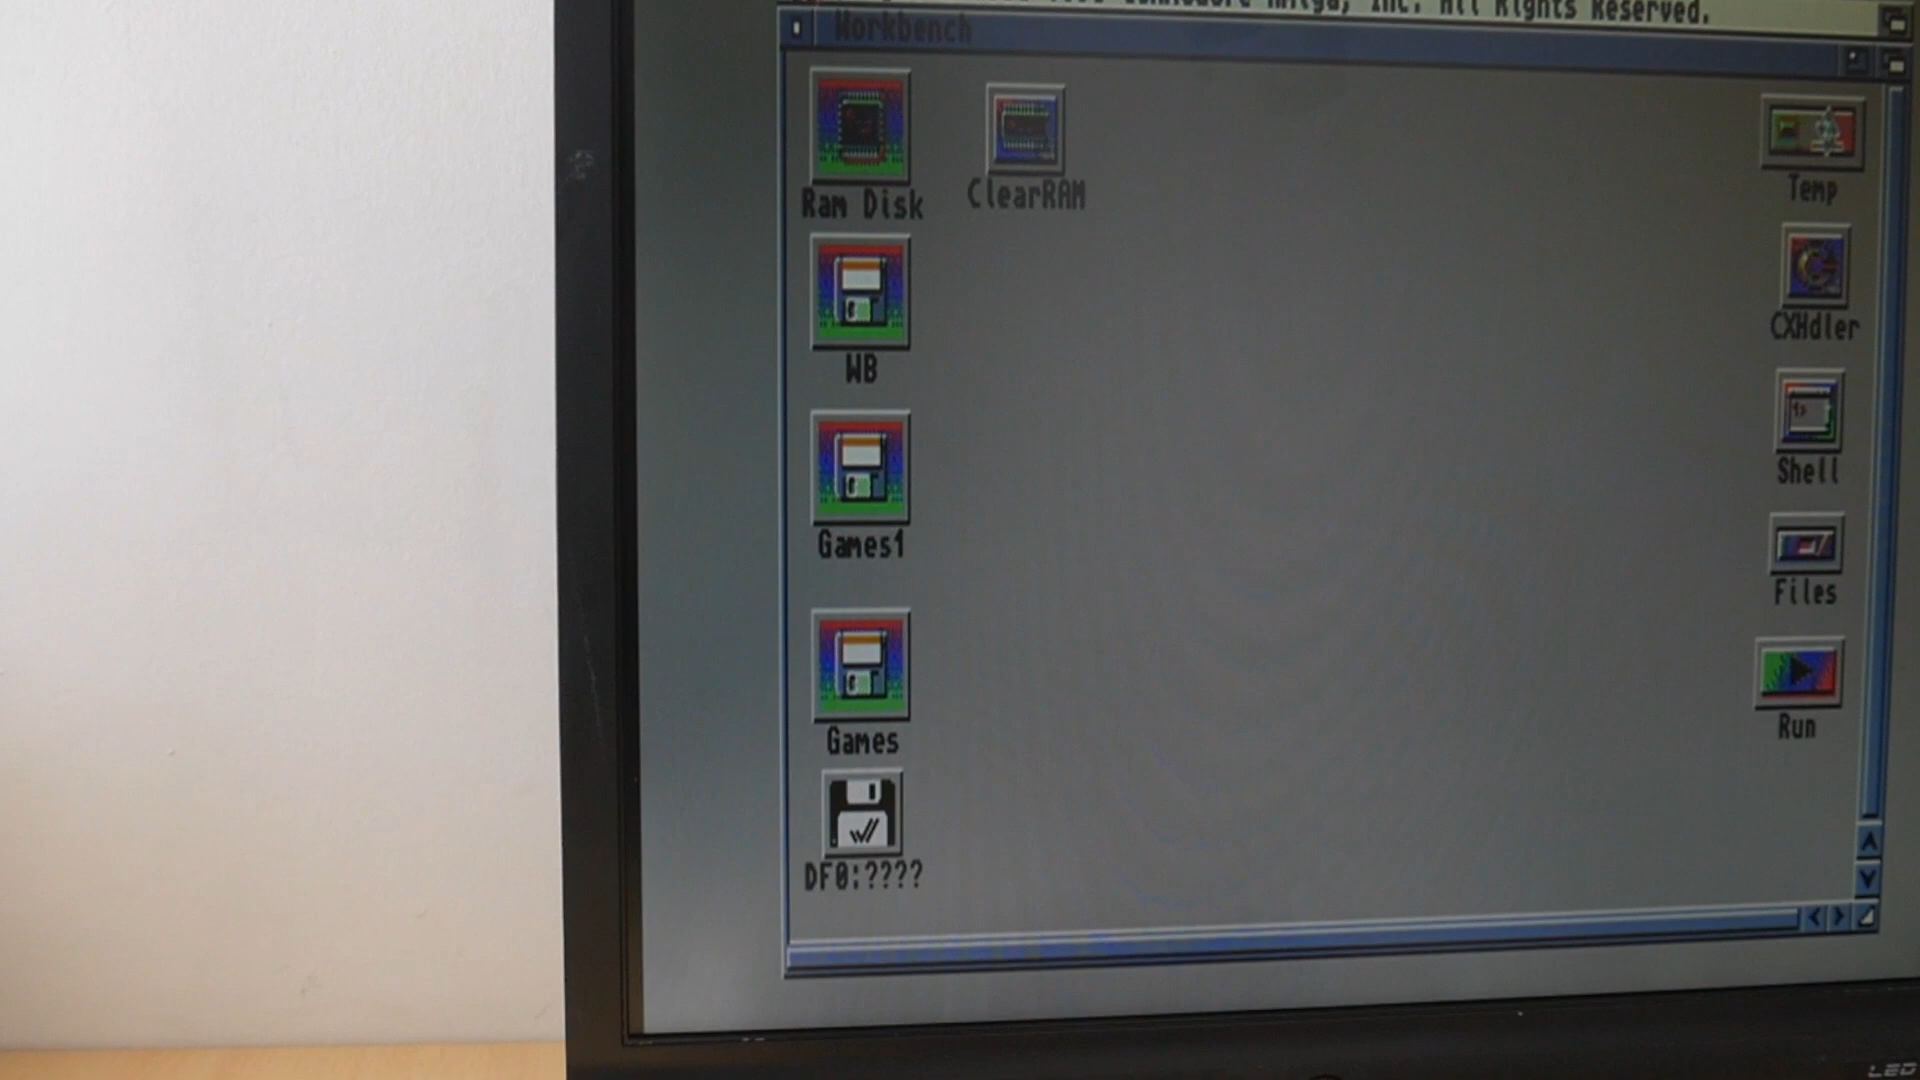 Amiga, Inc. All Rights Reserved.
Workbench
Ram Disk
ClearRAM
Temp
WB
CXHdler
Games1
Shell
1>
Files
Games
Run
DF0:????
LED